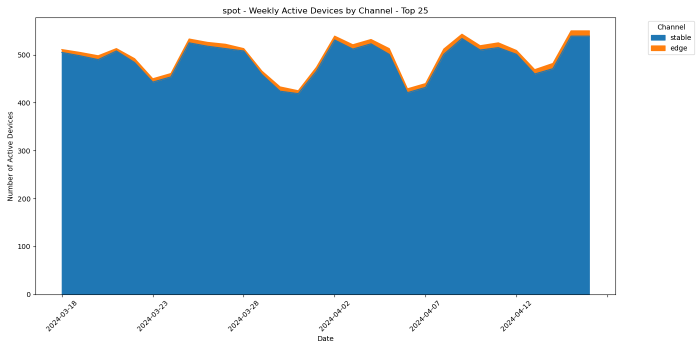 spot - Weekly Active Devices by Channel - Top 25
Channel
stable
edge
Number of Active Devices
500
400
300
200
100
0
2024-03-18
2024-03-23
2024-03-28
2024-04-02
2024-04-07
2024-04-12
Date